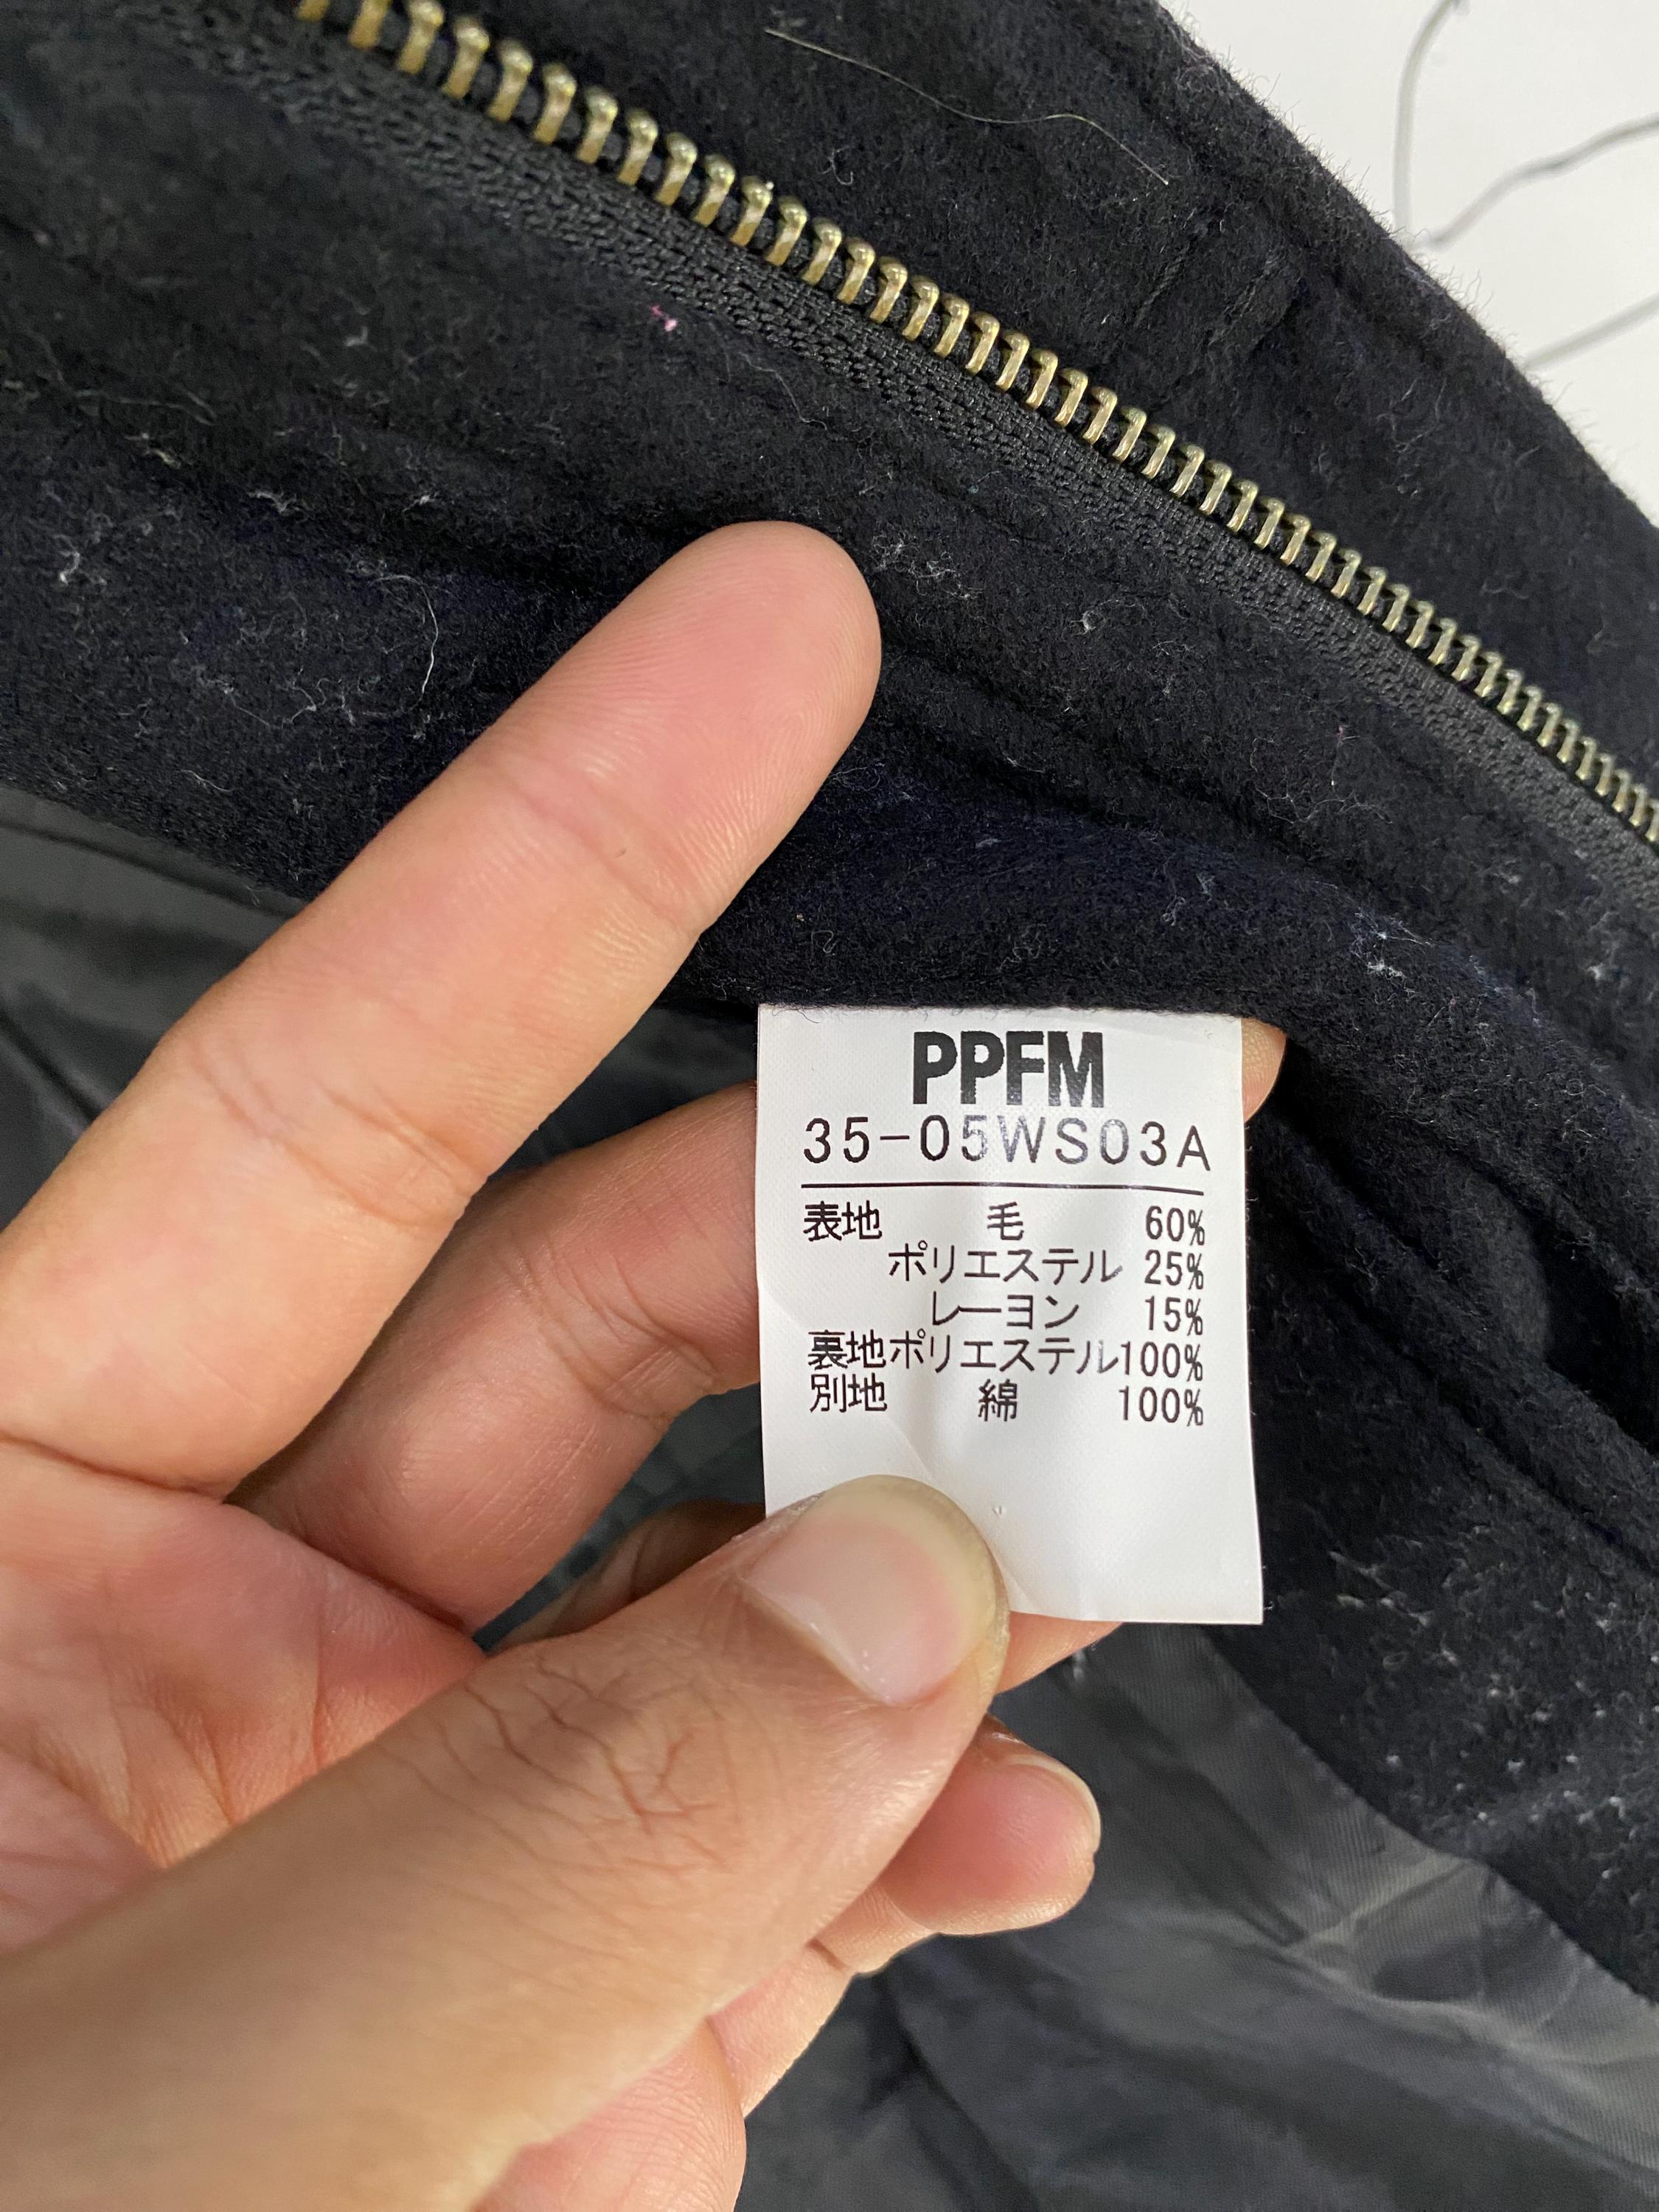 PPFM
35-05WS03A
表地 毛 60%
ポリエステル 25%
レーヨン 15%
裏地ポリエステル100%
別地 綿 100%